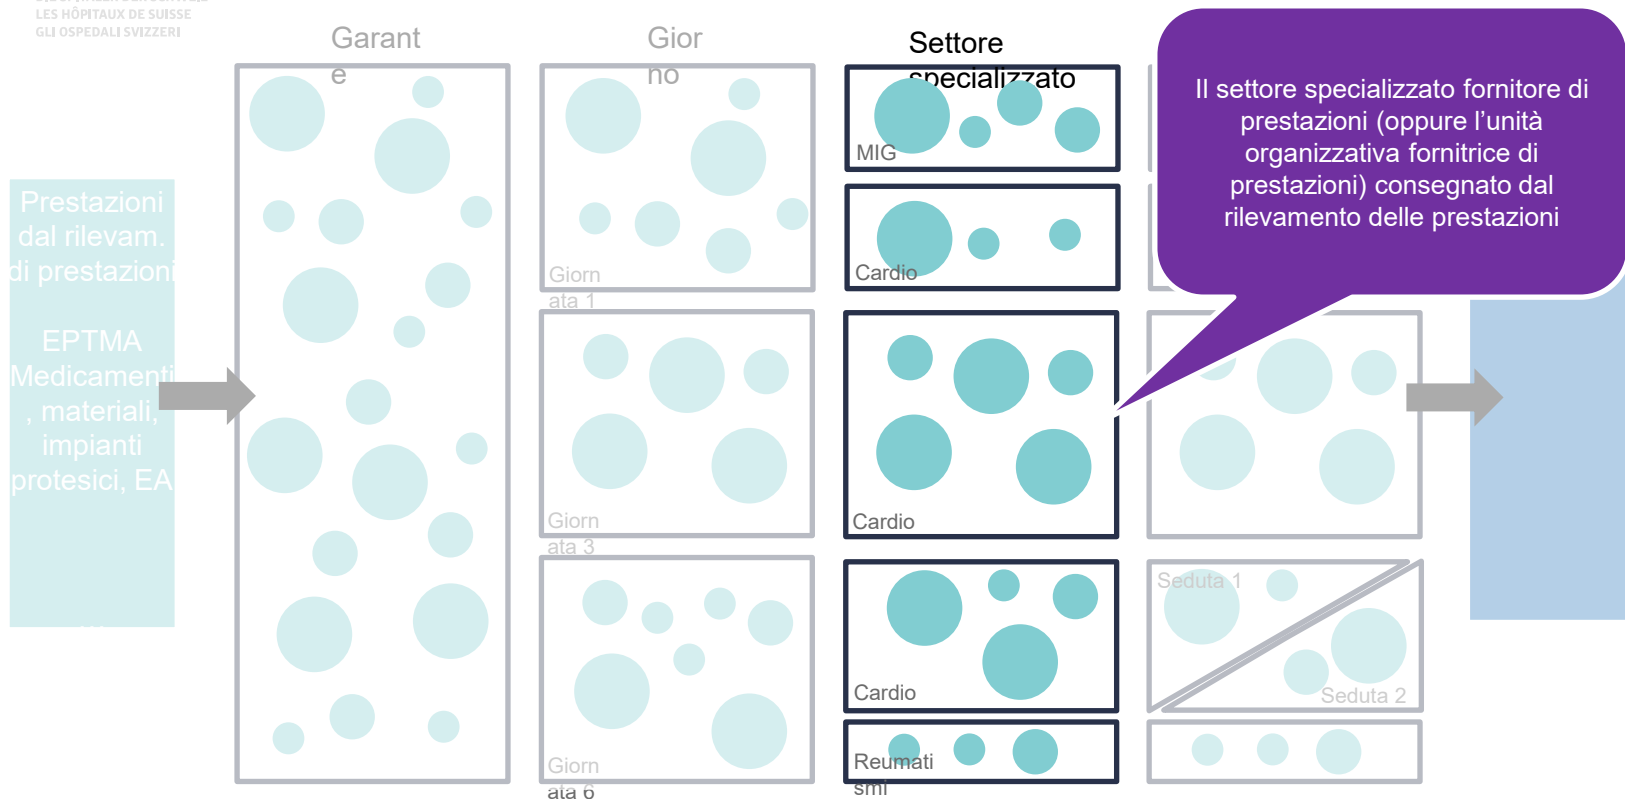 LES HÔPITAUX DE SUISSE
GLI OSPEDALI SVIZZERI
Garant
e
Gior
no
Settore
specializzato
Il settore specializzato fornitore di
prestazioni (oppure l’unità
organizzativa fornitrice di
prestazioni) consegnato dal
rilevamento delle prestazioni
Prestazioni
dal rilevam.
di prestazioni
EPTMA
Medicamenti
, materiali,
impianti
protesici, EA
Giorn
ata 1
Giorn
ata 3
Giorn
ata 6
MIG
Cardio
Cardio
Cardio
Reumati
smi
Seduta 1
Seduta 2